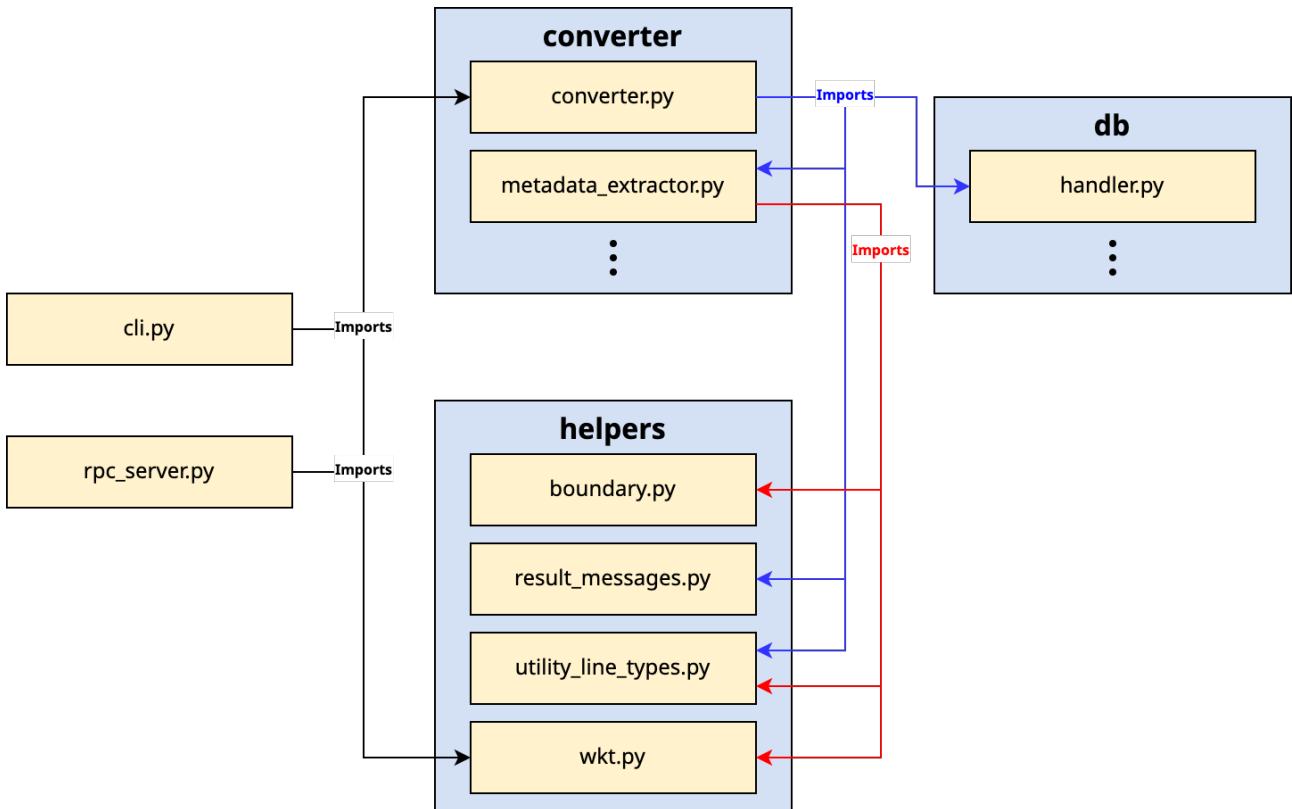 converter
converter.py
Imports
db
metadata_extractor.py
handler.py
Imports
cli.py
Imports
helpers
rpc_server.py
Imports
boundary.py
result_messages.py
utility_line_types.py
wkt.py